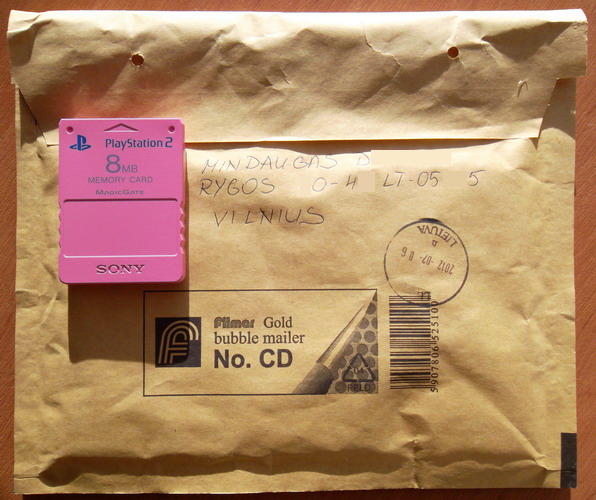 PlayStation 2
8MB
MEMORY CARD
MAGICGATE
SONY
MINDAUGAS B
RYGOS 0-4 LT-05 5
VILNIUS
LIETUVA
2012-07-06
Filmar Gold
bubble mailer
No. CD
5907806525100